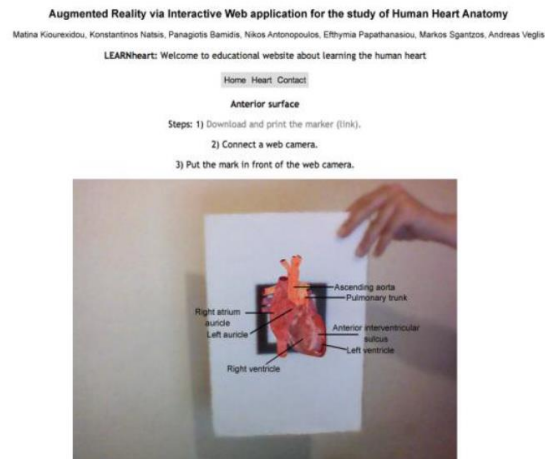 Augmented Reality via Interactive Web application for the study of Human Heart Anatomy
Matina Kiourexidou, Konstantinos Natsis, Panagiotis Bamidis, Nikos Antonopoulos, Efthymia Papathanasiou, Markos Sgantzos, Andreas Veglis
LEARNheart: Welcome to educational website about learning the human heart
Home Heart Contact
Anterior surface
Steps: 1) Download and print the marker (link).
2) Connect a web camera.
3) Put the mark in front of the web camera.
Ascending aorta
Pulmonary trunk
Right atrium
auricle
Left auricle
Anterior interventricular
sulcus
Left ventricle
Right ventricle